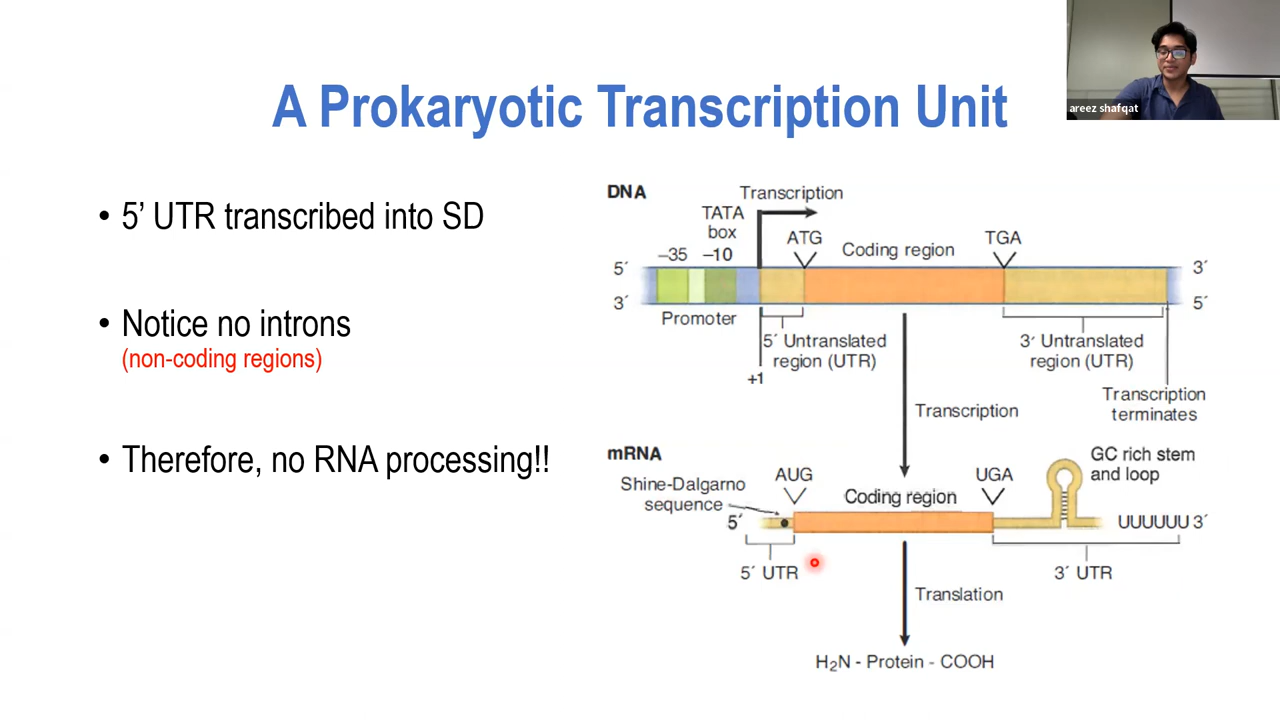 areez shafqat
A Prokaryotic Transcription Unit
• 5’ UTR transcribed into SD
• Notice no introns
(non-coding regions)
• Therefore, no RNA processing!!
DNA
Transcription
TATA
box
–35
–10
ATG
Coding region
TGA
5´
3´
3´
5´
Promoter
5´ Untranslated
region (UTR)
3´ Untranslated
region (UTR)
+1
Transcription
terminates
Transcription
mRNA
Shine-Dalgarno
sequence
AUG
Coding region
UGA
GC rich stem
and loop
5´
UUUUUU 3´
5´ UTR
3´ UTR
Translation
H₂N - Protein - COOH